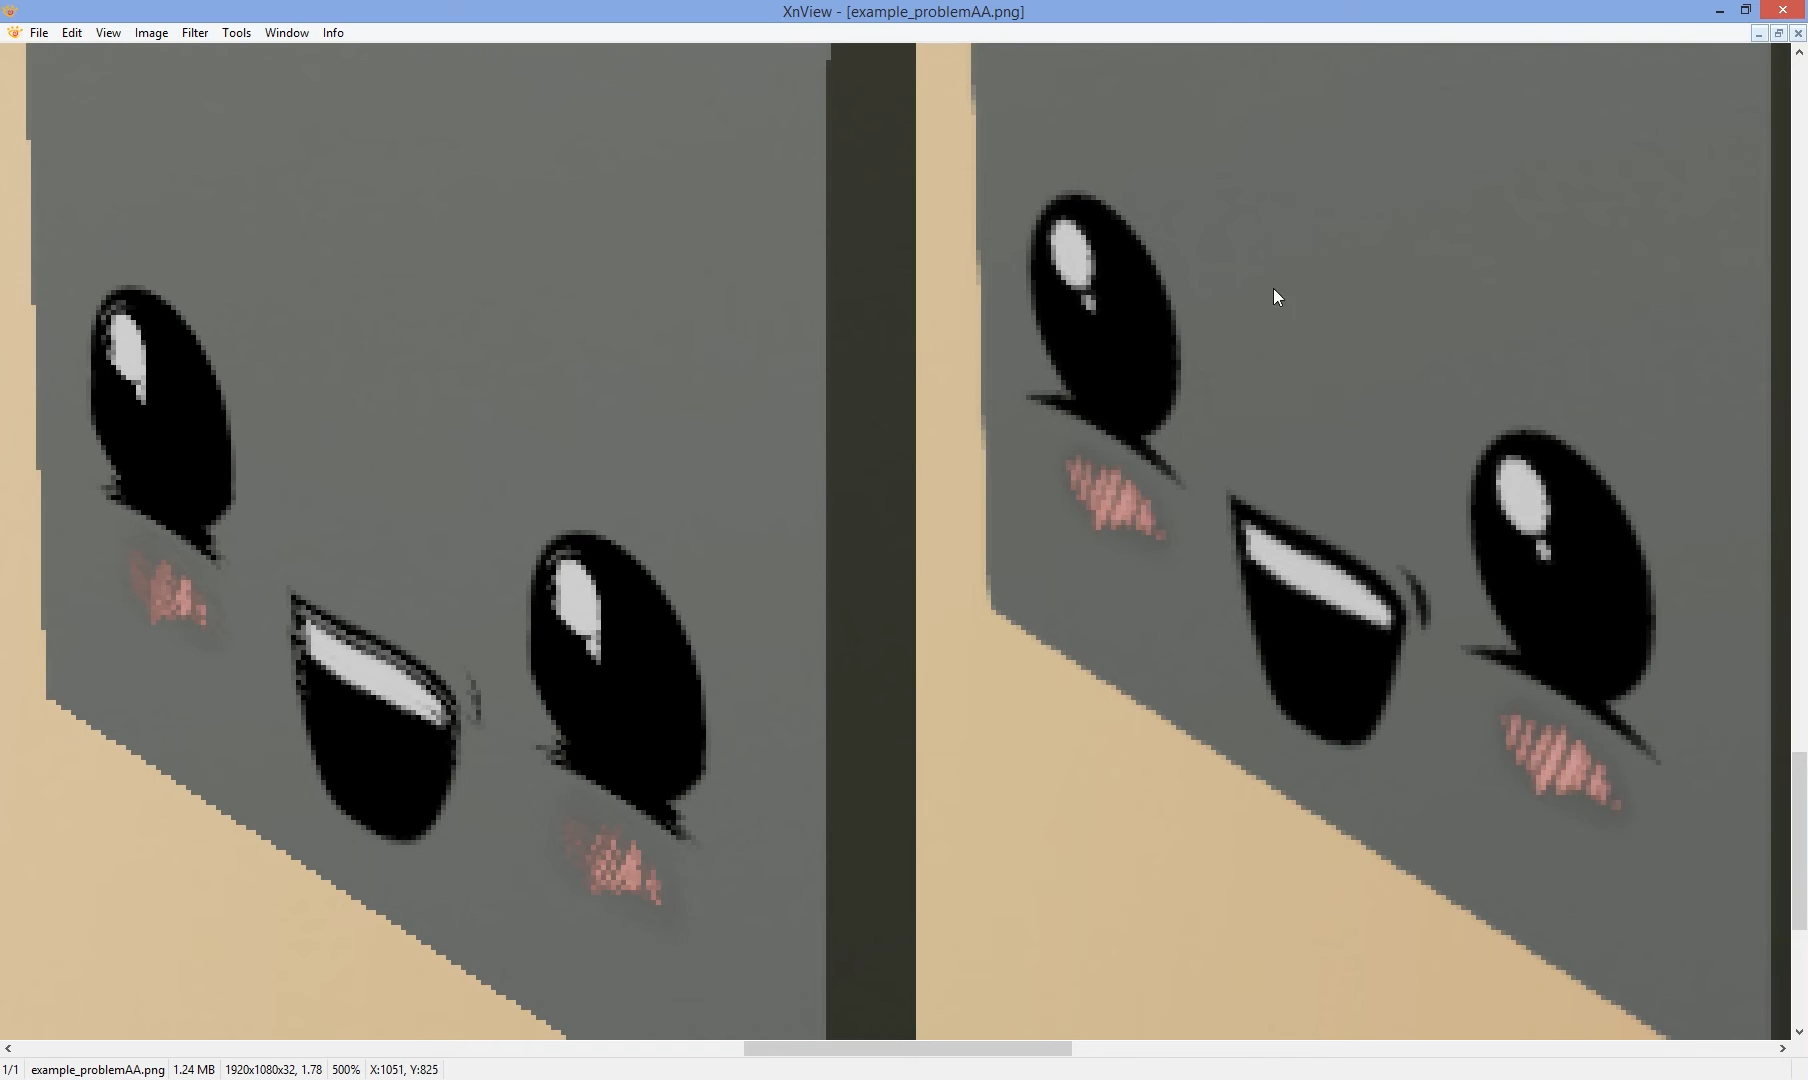 XnView - [example_problemAA.png]
File Edit View Image Filter Tools Window Info
1/1 example_problemAA.png 1.24 MB 1920x1080x32, 1.78 500% X:1051, Y:825